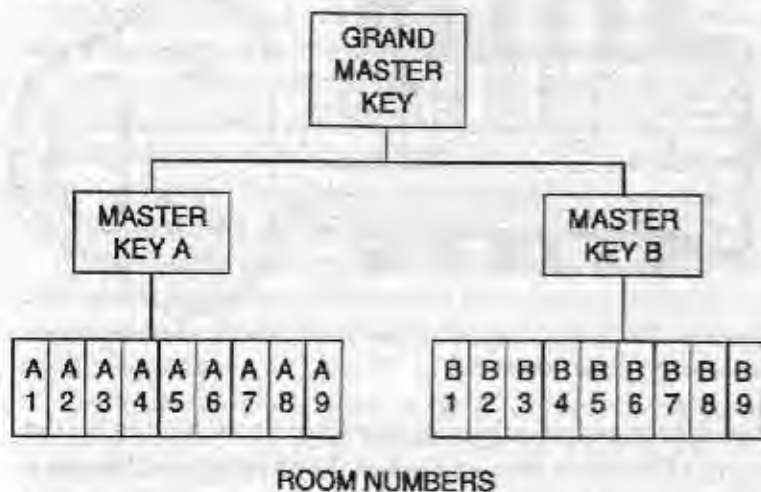 GRAND
MASTER
KEY
MASTER
KEY A
MASTER
KEY B
A A A A A A A A A
1 2 3 4 5 6 7 8 9
B B B B B B B B B
1 2 3 4 5 6 7 8 9
ROOM NUMBERS